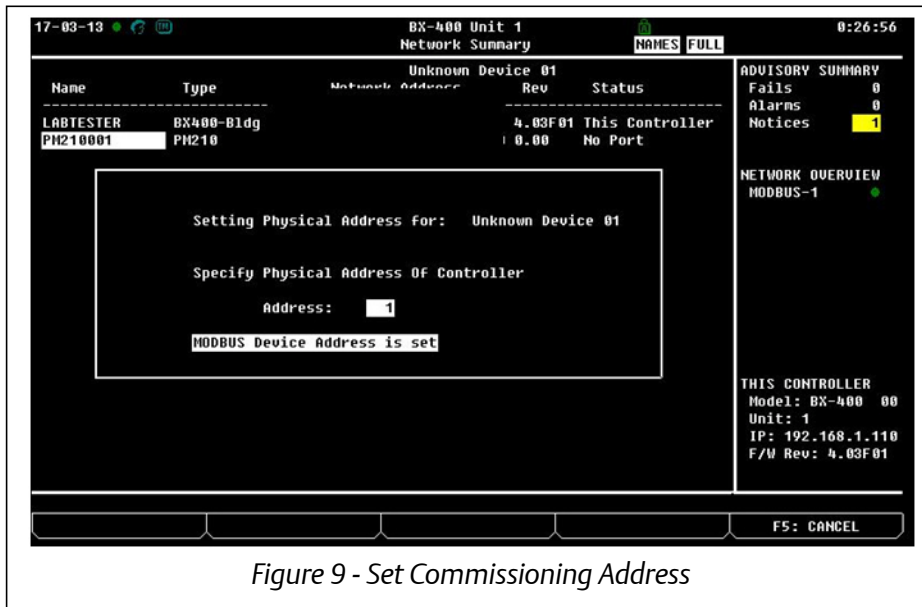 17-03-13 BX-400 Unit 1 0:26:56
Network Summary NAMES FULL
Unknown Device 01
Name Type Network Address Rev Status
LABTESTER BX400-Bldg 4.03F01 This Controller
PM210001 PM210 0.00 No Port
ADVISORY SUMMARY
Fails 0
Alarms 0
Notices 1
NETWORK OVERVIEW
MODBUS-1
Setting Physical Address for: Unknown Device 01
Specify Physical Address Of Controller
Address: 1
MODBUS Device Address is set
THIS CONTROLLER
Model: BX-400 00
Unit: 1
IP: 192.168.1.110
F/W Rev: 4.03F01
F5: CANCEL
Figure 9 - Set Commissioning Address